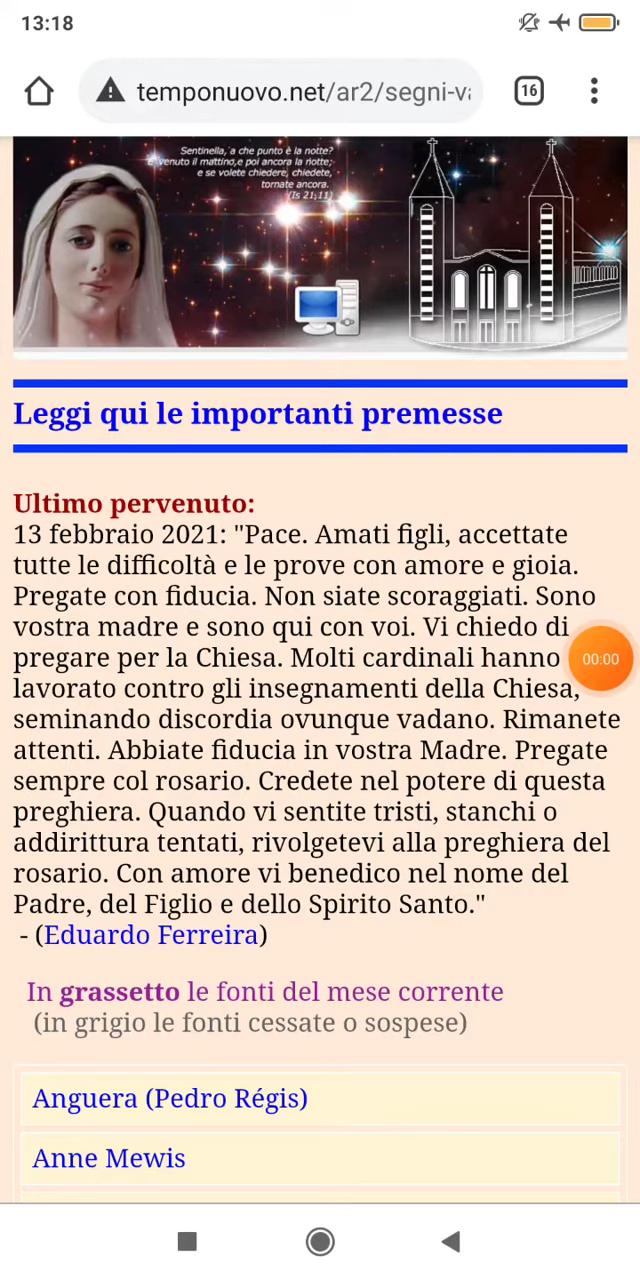 13:18
16
temponuovo.net/ar2/segni-va
Sentinella, a che punto è la notte?
E' venuto il mattino,e poi ancora la notte;
e se volete chiedere, chiedete,
tornate ancora.
(Is 21,11)
Leggi qui le importanti premesse
Ultimo pervenuto:
13 febbraio 2021: "Pace. Amati figli, accettate
tutte le difficoltà e le prove con amore e gioia.
Pregate con fiducia. Non siate scoraggiati. Sono
vostra madre e sono qui con voi. Vi chiedo di
pregare per la Chiesa. Molti cardinali hanno
00:00
lavorato contro gli insegnamenti della Chiesa,
seminando discordia ovunque vadano. Rimanete
attenti. Abbiate fiducia in vostra Madre. Pregate
sempre col rosario. Credete nel potere di questa
preghiera. Quando vi sentite tristi, stanchi o
addirittura tentati, rivolgetevi alla preghiera del
rosario. Con amore vi benedico nel nome del
Padre, del Figlio e dello Spirito Santo."
- (Eduardo Ferreira)
In grassetto le fonti del mese corrente
(in grigio le fonti cessate o sospese)
Anguera (Pedro Régis)
Anne Mewis